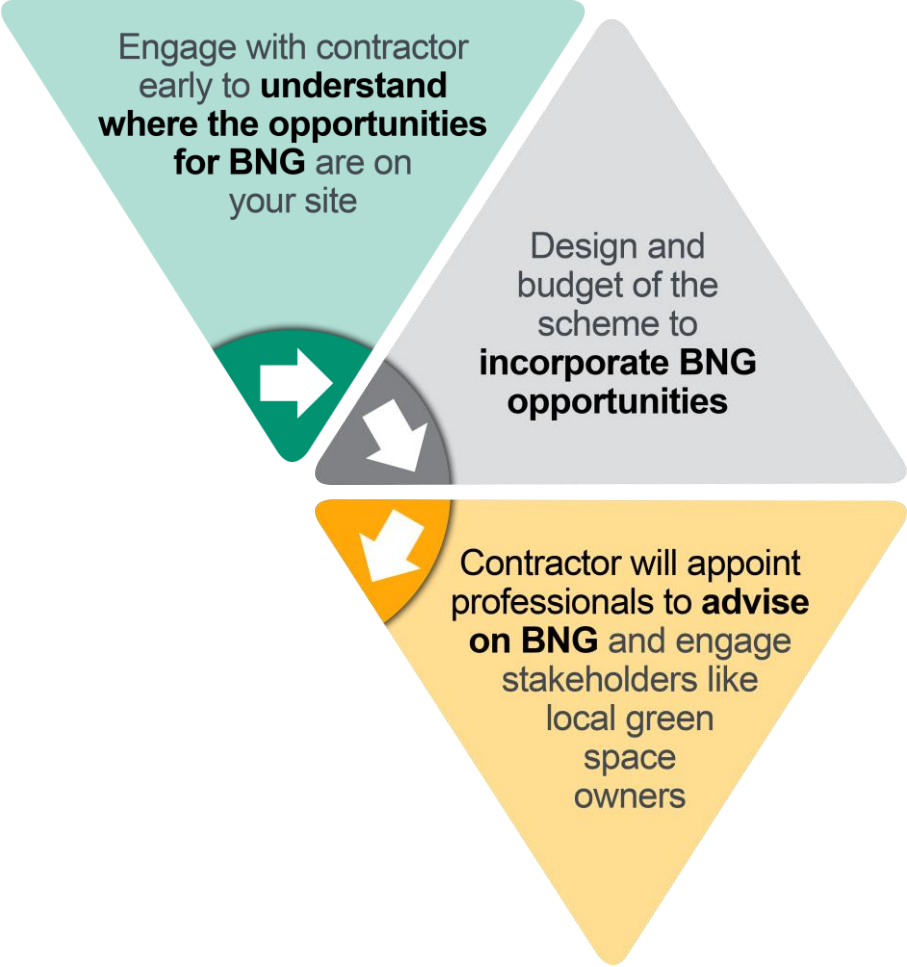 Engage with contractor
early to understand
where the opportunities
for BNG are on
your site
Design and
budget of the
scheme to
incorporate BNG
opportunities
Contractor will appoint
professionals to advise
on BNG and engage
stakeholders like
local green
space
owners